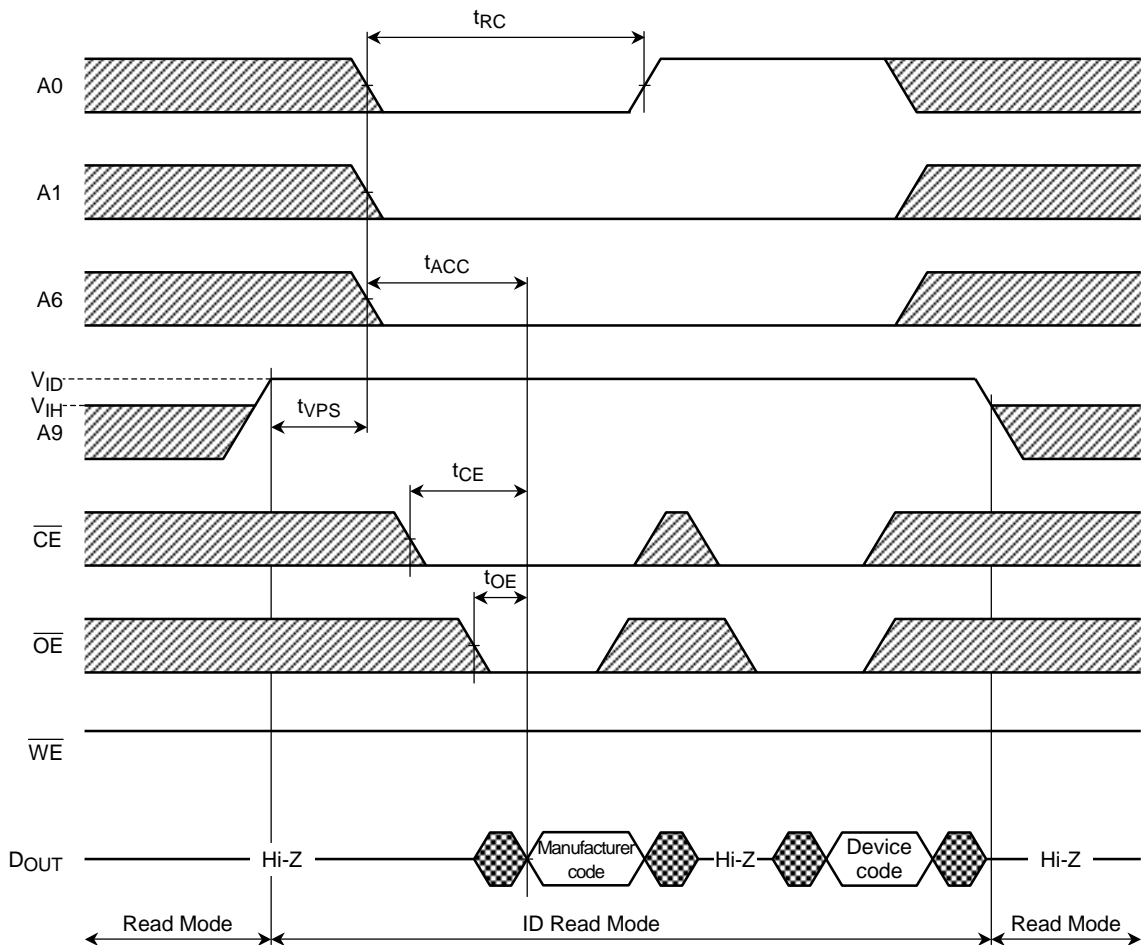 tRC
A0
A1
tACC
A6
VID
VIH
tVPS
A9
tCE
CE
tOE
OE
WE
DOUT
Hi-Z
Manufacturer
code
Hi-Z
Device
code
Hi-Z
Read Mode
ID Read Mode
Read Mode